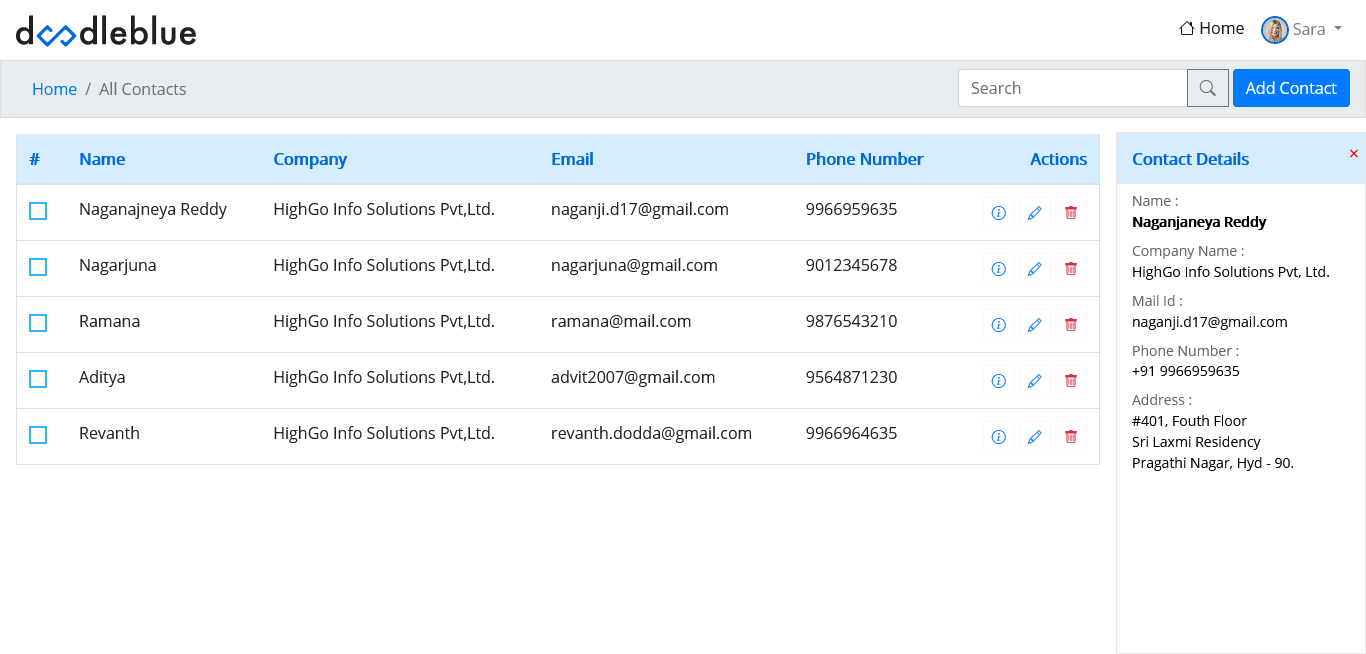 doodleblue
Home Sara
Home / All Contacts
Search
Add Contact
# Name Company Email Phone Number Actions
Naganajneya Reddy HighGo Info Solutions Pvt,Ltd. naganji.d17@gmail.com 9966959635
Nagarjuna HighGo Info Solutions Pvt,Ltd. nagarjuna@gmail.com 9012345678
Ramana HighGo Info Solutions Pvt,Ltd. ramana@mail.com 9876543210
Aditya HighGo Info Solutions Pvt,Ltd. advit2007@gmail.com 9564871230
Revanth HighGo Info Solutions Pvt,Ltd. revanth.dodda@gmail.com 9966964635
Contact Details
Name :
Naganjaneya Reddy
Company Name :
HighGo Info Solutions Pvt, Ltd.
Mail Id :
naganji.d17@gmail.com
Phone Number :
+91 9966959635
Address :
#401, Fouth Floor
Sri Laxmi Residency
Pragathi Nagar, Hyd - 90.